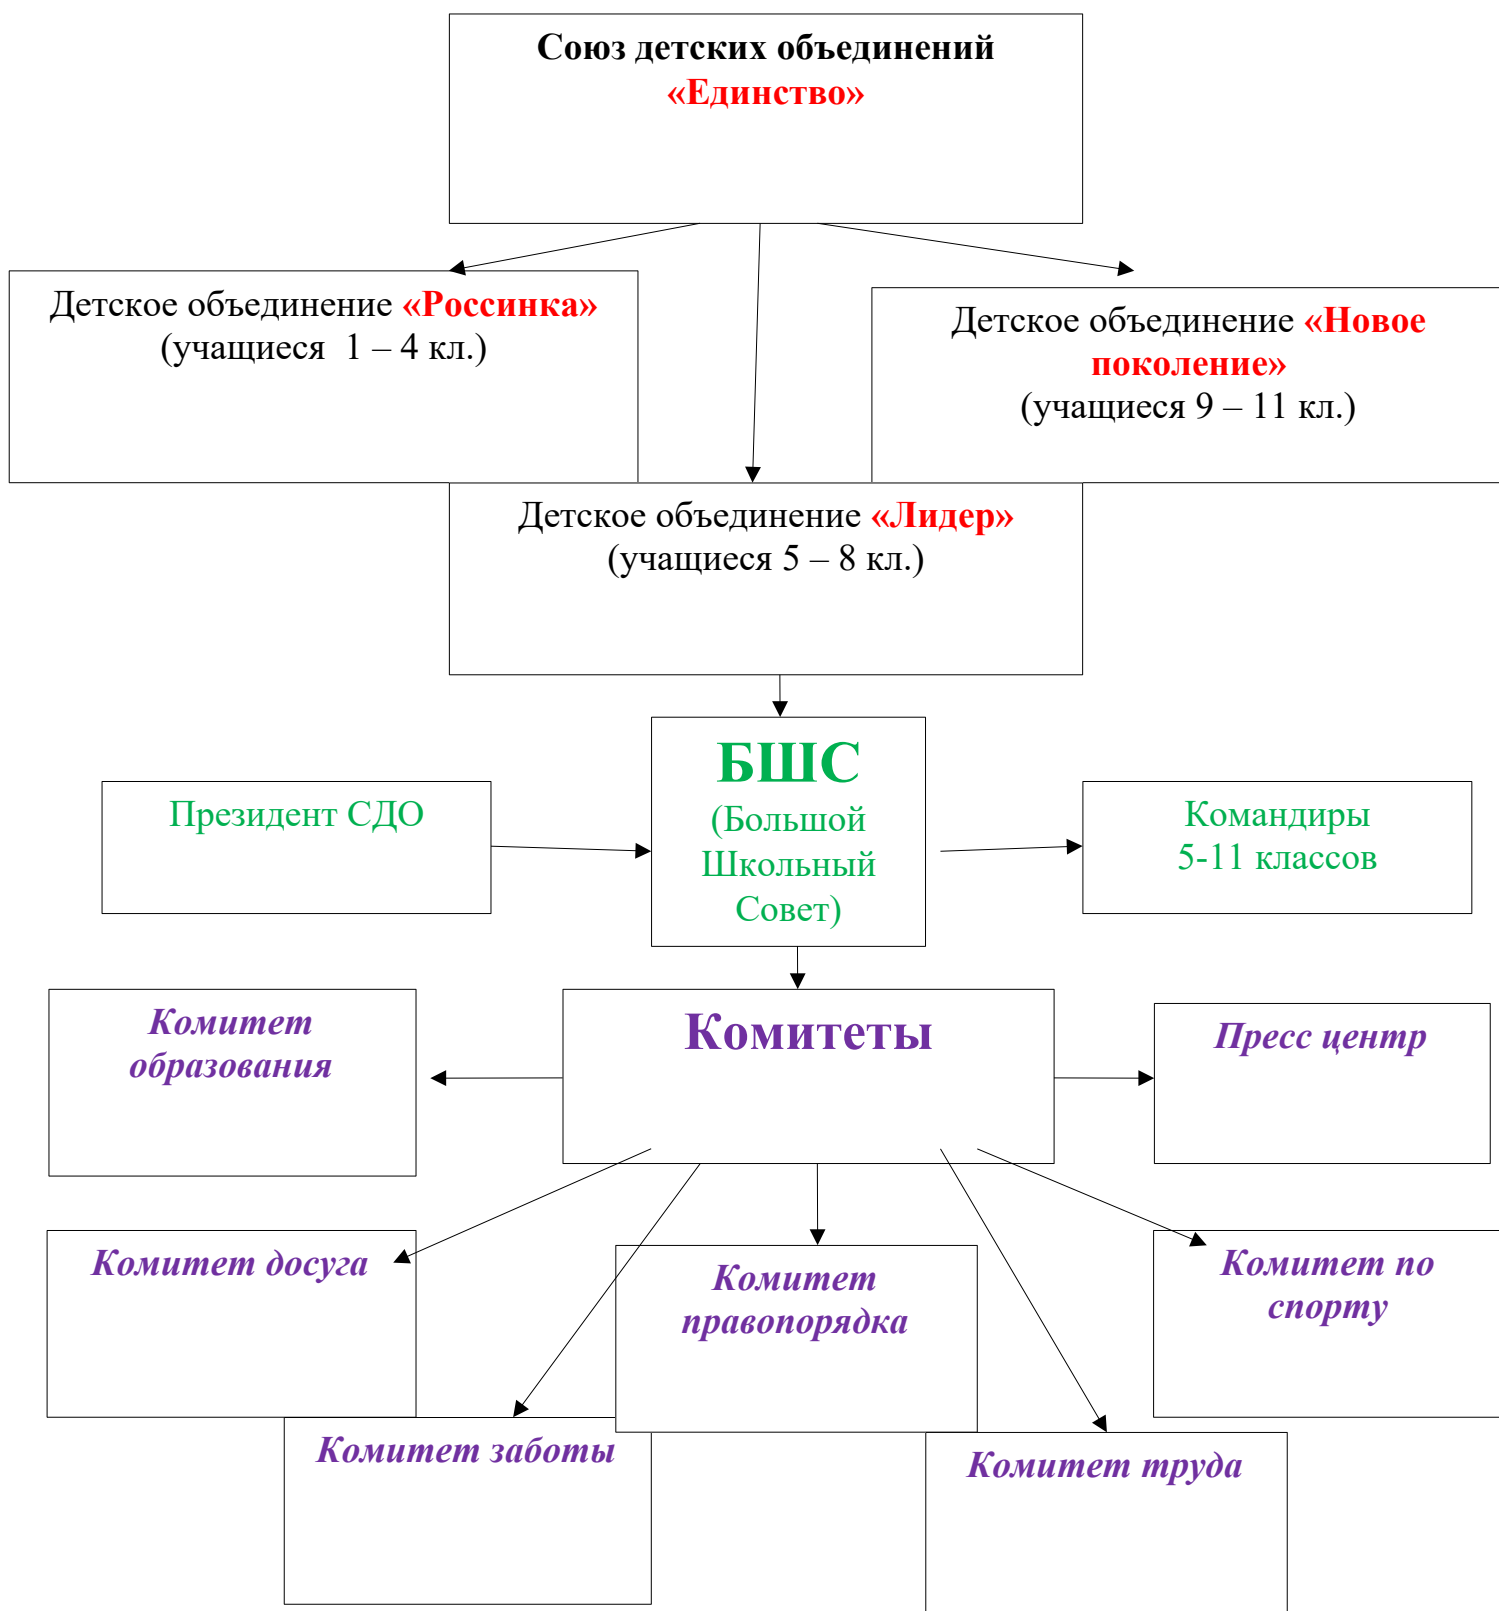 Союз детских объединений
«Единство»
Детское объединение «Россинка»
(учащиеся 1 – 4 кл.)
Детское объединение «Новое
поколение»
(учащиеся 9 – 11 кл.)
Детское объединение «Лидер»
(учащиеся 5 – 8 кл.)
БШС
(Большой
Школьный
Совет)
Президент СДО
Командиры
5-11 классов
Комитет
образования
Комитеты
Пресс центр
Комитет досуга
Комитет
правопорядка
Комитет по
спорту
Комитет заботы
Комитет труда